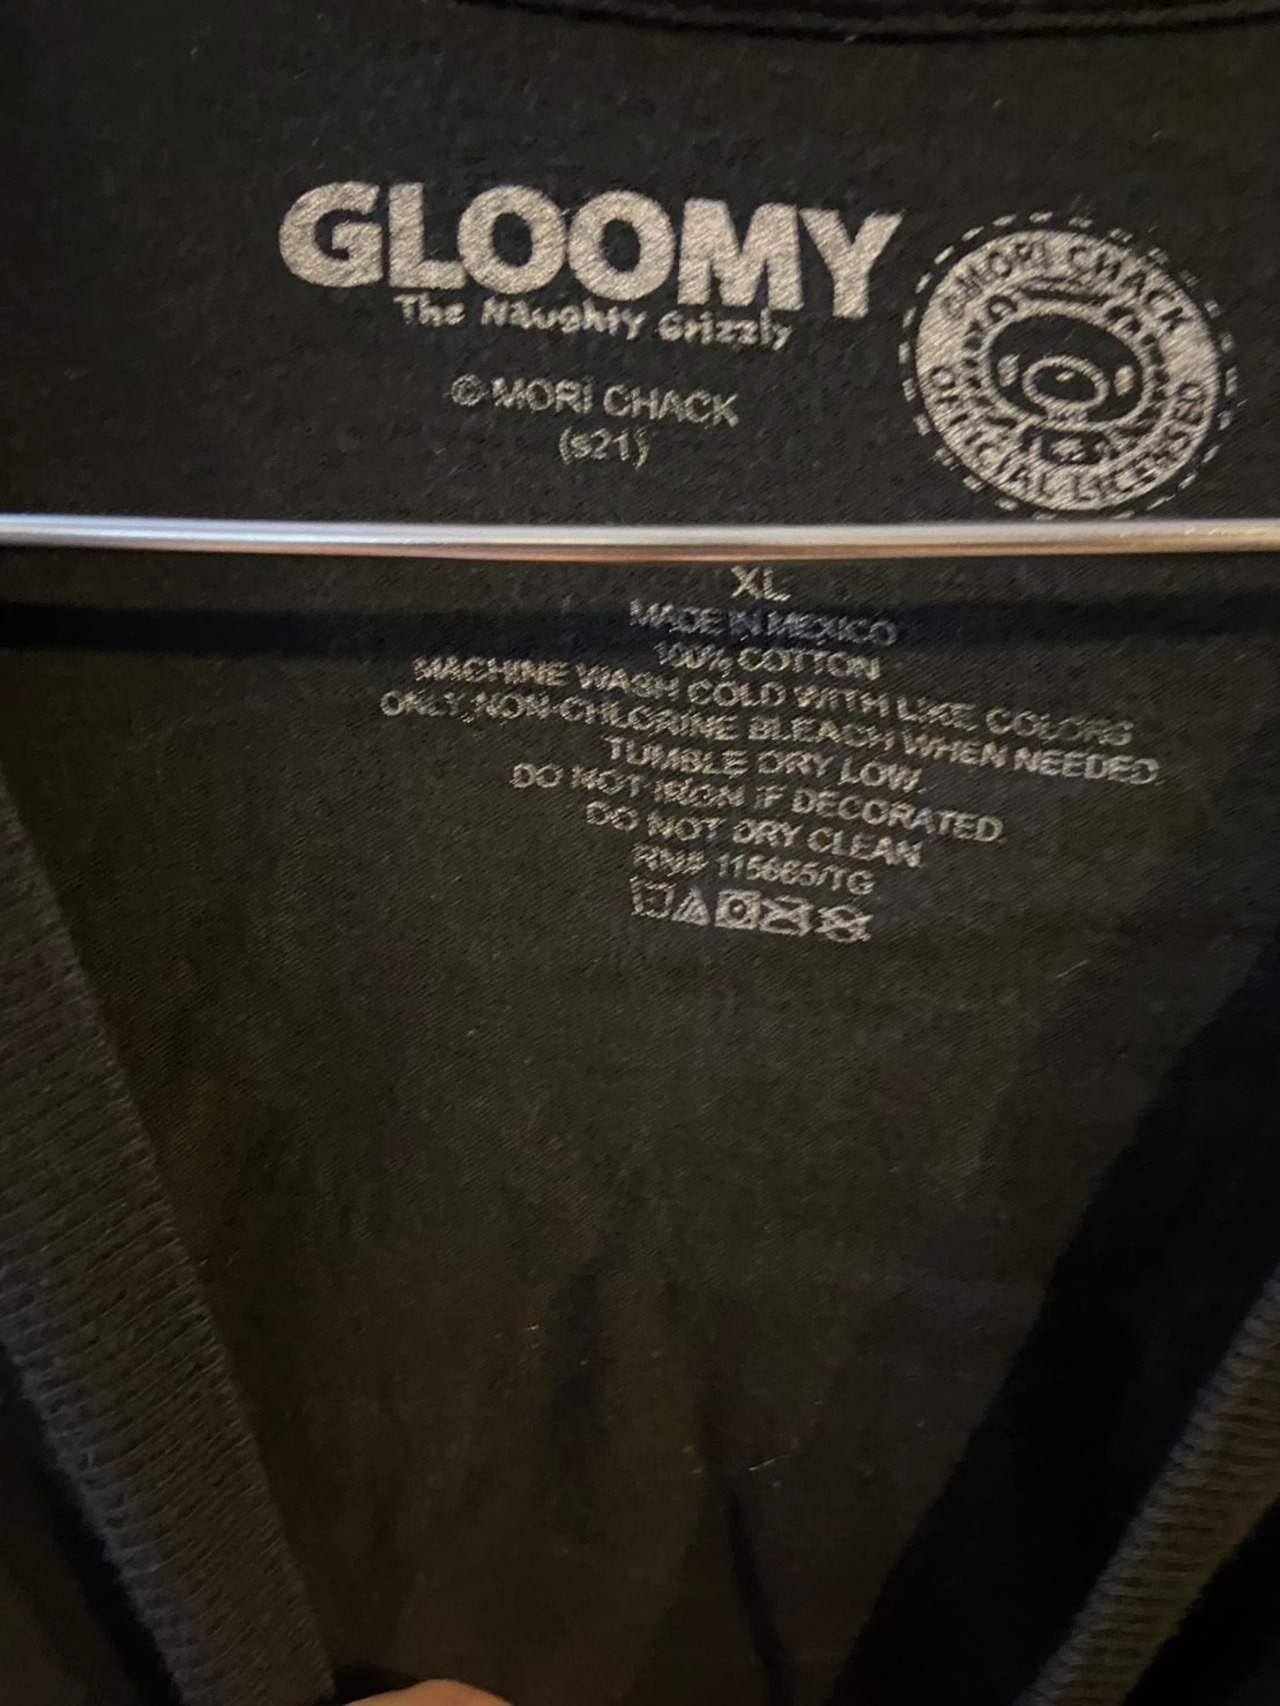 GLOOMY
The Naughty Grizzly
© MORI CHACK
(s21)
©MORI CHACK
OFFICIAL LICENSED
XL
MADE IN MEXICO
100% COTTON
MACHINE WASH COLD WITH LIKE COLORS
ONLY NON-CHLORINE BLEACH WHEN NEEDED
TUMBLE DRY LOW.
DO NOT IRON IF DECORATED.
DO NOT DRY CLEAN
RN# 115665/TG